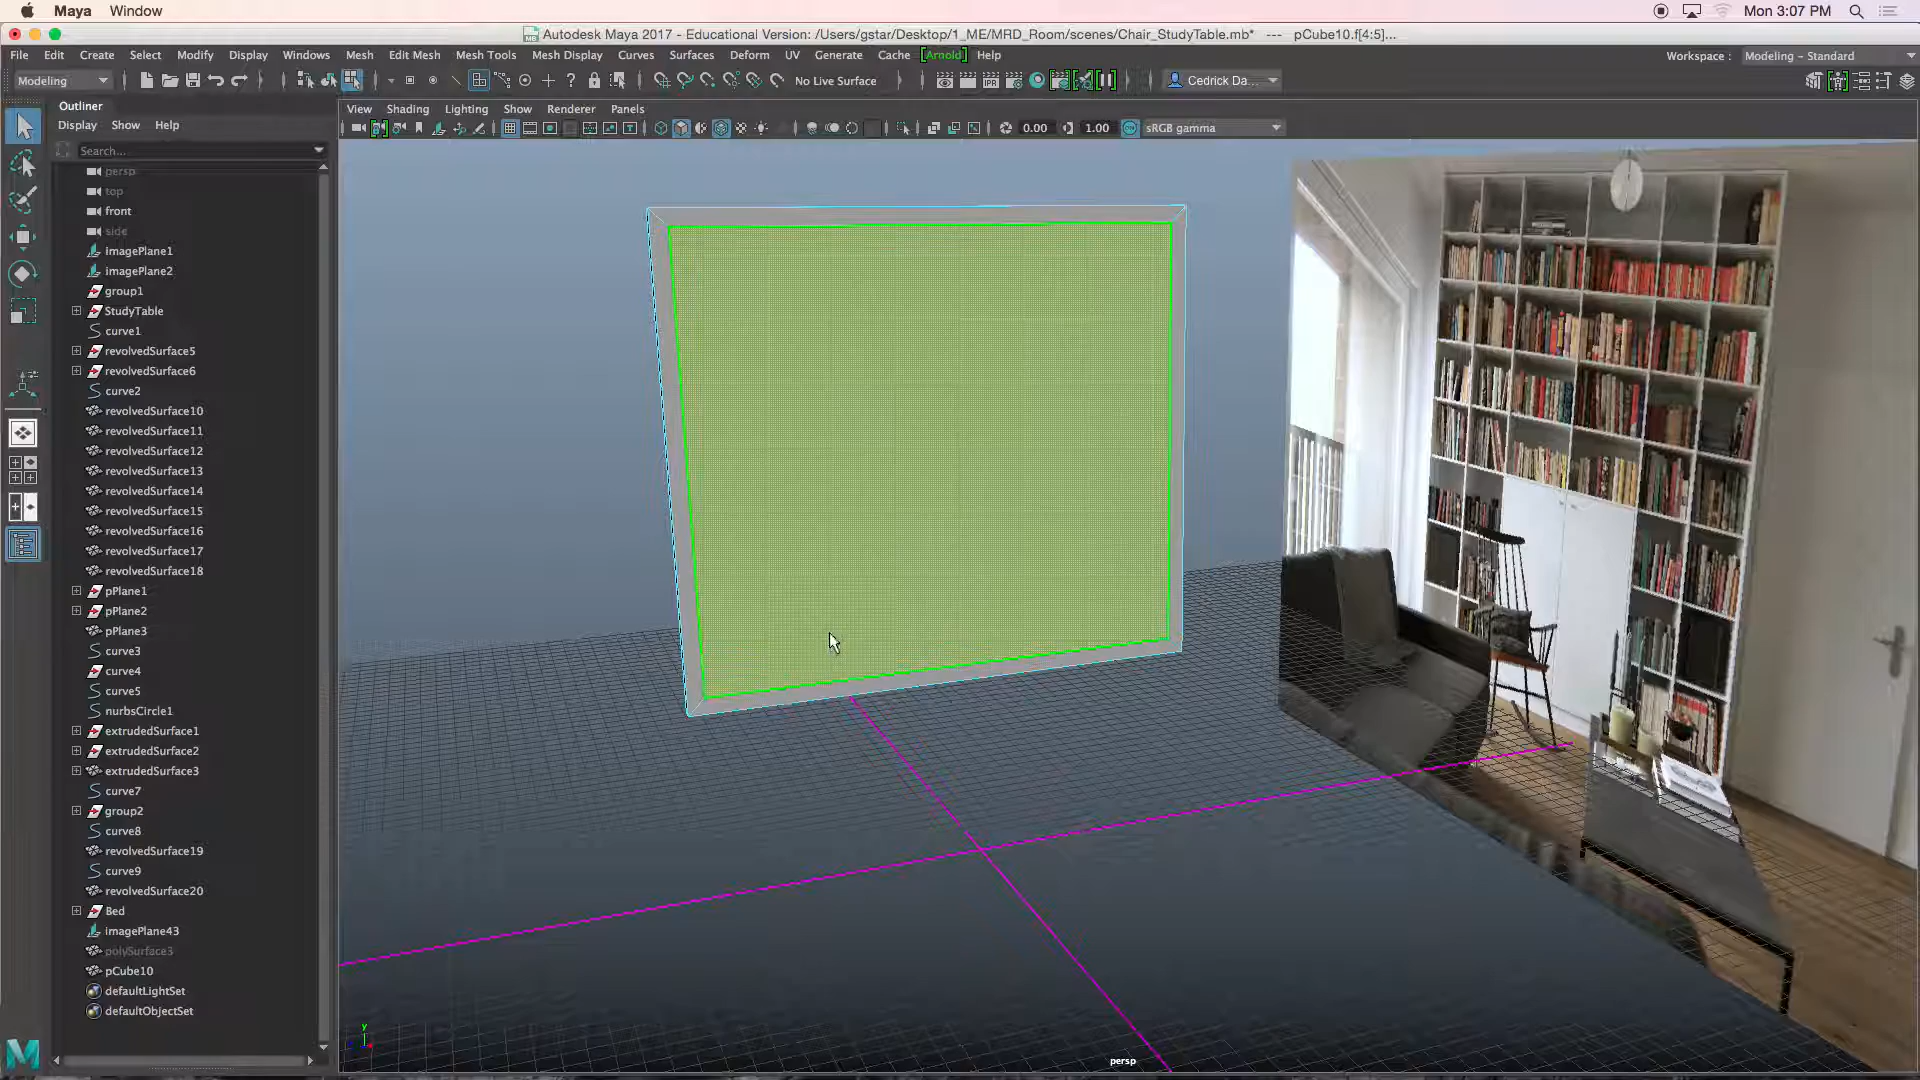 Maya Window
Mon 3:07 PM
Autodesk Maya 2017 - Educational Version: /Users/gstar/Desktop/1_ME/MRD_Room/scenes/Chair_StudyTable.mb* --- pCube10.f[4:5]...
File Edit Create Select Modify Display Windows Mesh Edit Mesh Mesh Tools Mesh Display Curves Surfaces Deform UV Generate Cache [Arnold] Help
Workspace : Modeling - Standard
Modeling
No Live Surface
Cedrick Da...
Outliner
Display Show Help
Search...
View Shading Lighting Show Renderer Panels
0.00 1.00 sRGB gamma
persp
top
front
side
imagePlane1
imagePlane2
group1
StudyTable
curve1
revolvedSurface5
revolvedSurface6
curve2
revolvedSurface10
revolvedSurface11
revolvedSurface12
revolvedSurface13
revolvedSurface14
revolvedSurface15
revolvedSurface16
revolvedSurface17
revolvedSurface18
pPlane1
pPlane2
pPlane3
curve3
curve4
curve5
nurbsCircle1
extrudedSurface1
extrudedSurface2
extrudedSurface3
curve7
group2
curve8
revolvedSurface19
curve9
revolvedSurface20
Bed
imagePlane43
polySurface3
pCube10
defaultLightSet
defaultObjectSet
y
persp